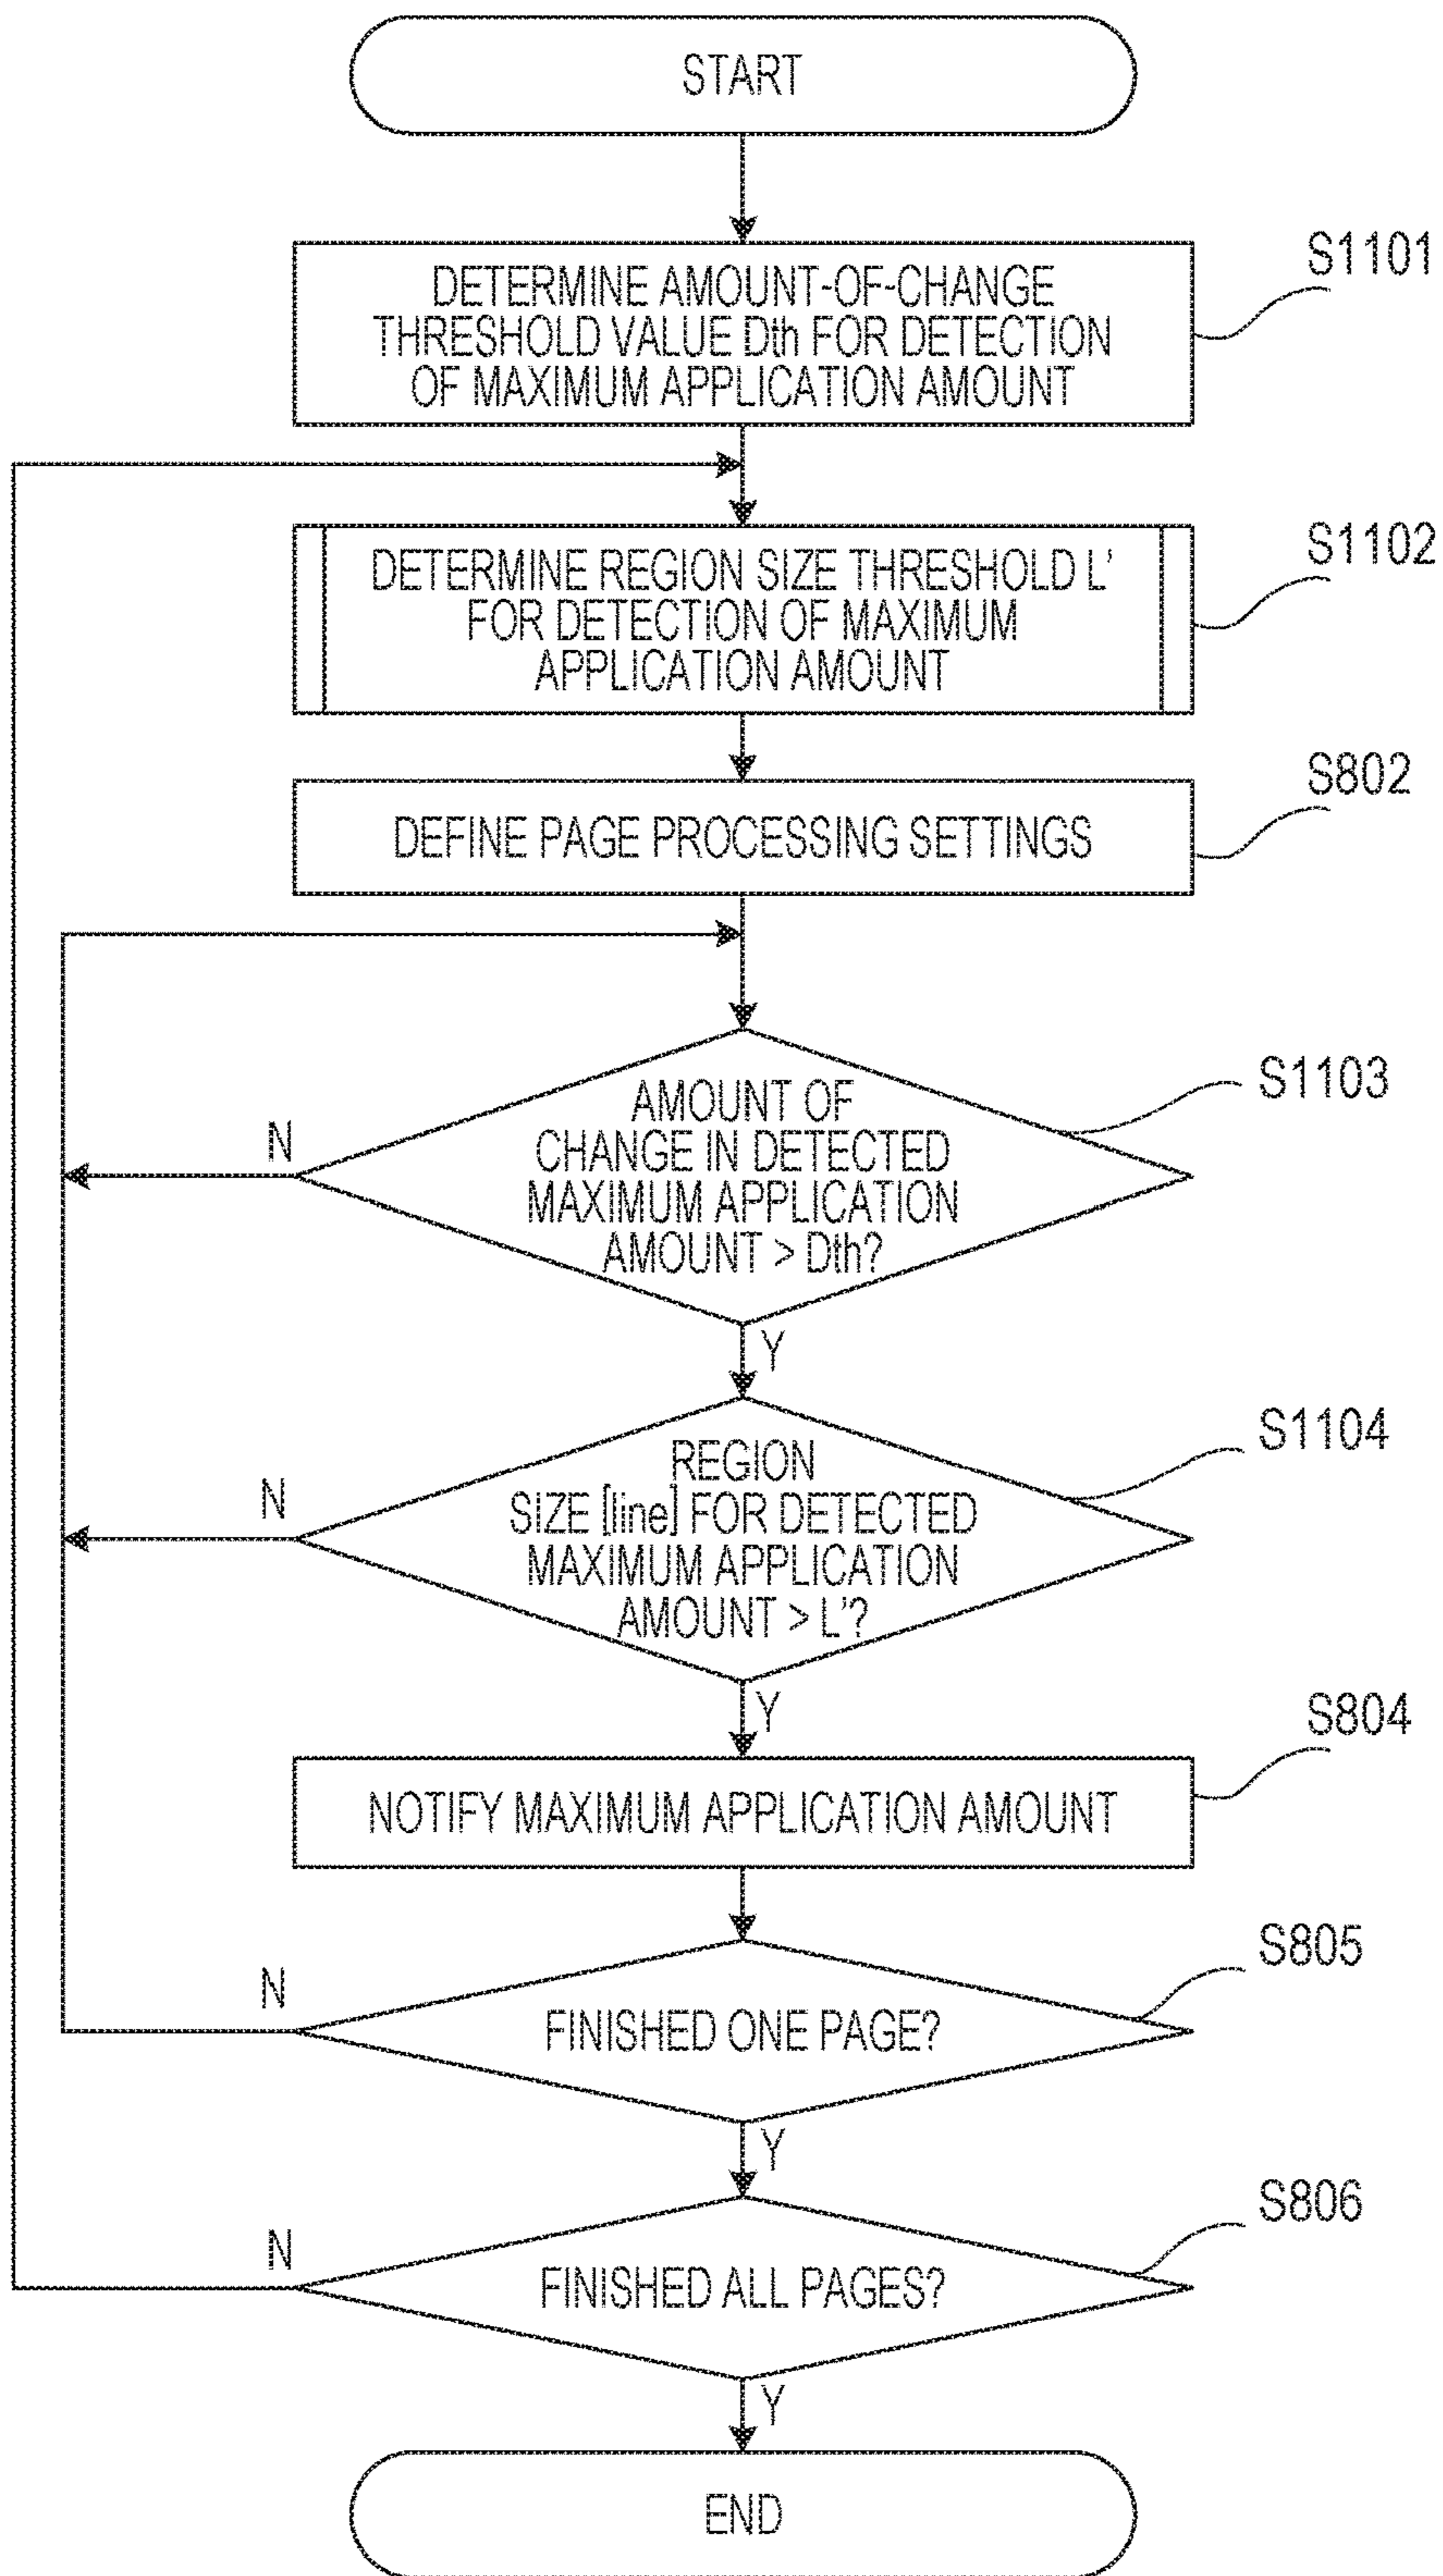 START
DETERMINE AMOUNT-OF-CHANGE
THRESHOLD VALUE Dth FOR DETECTION
OF MAXIMUM APPLICATION AMOUNT
S1101
DETERMINE REGION SIZE THRESHOLD L'
FOR DETECTION OF MAXIMUM
APPLICATION AMOUNT
S1102
DEFINE PAGE PROCESSING SETTINGS
S802
AMOUNT OF
CHANGE IN DETECTED
MAXIMUM APPLICATION
AMOUNT > Dth?
S1103
N
Y
REGION
SIZE [line] FOR DETECTED
MAXIMUM APPLICATION
AMOUNT > L'?
S1104
N
Y
NOTIFY MAXIMUM APPLICATION AMOUNT
S804
FINISHED ONE PAGE?
S805
N
Y
FINISHED ALL PAGES?
S806
N
Y
END